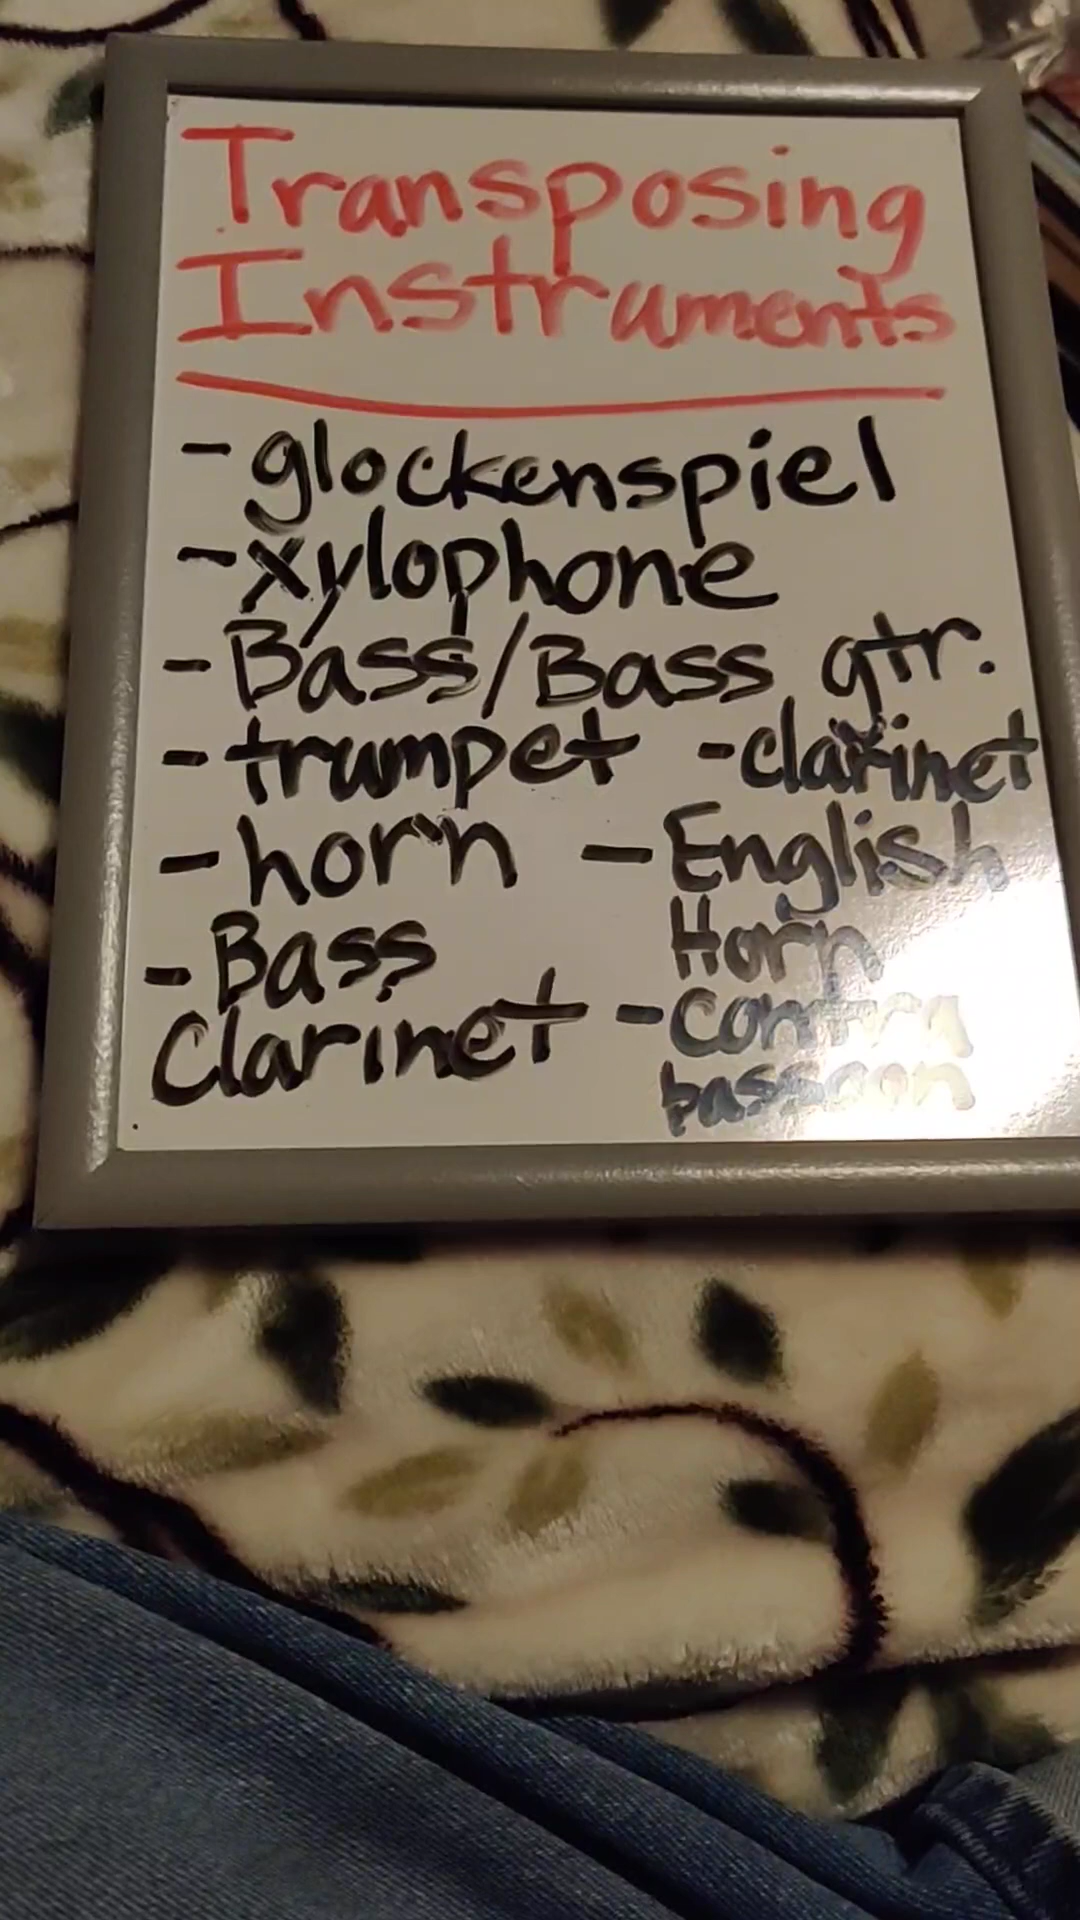 Transposing
Instruments
- glockenspiel
- xylophone
- Bass/Bass gtr.
- trumpet - clarinet
- horn - English
Horn
- Bass
Clarinet - Contra
bassoon